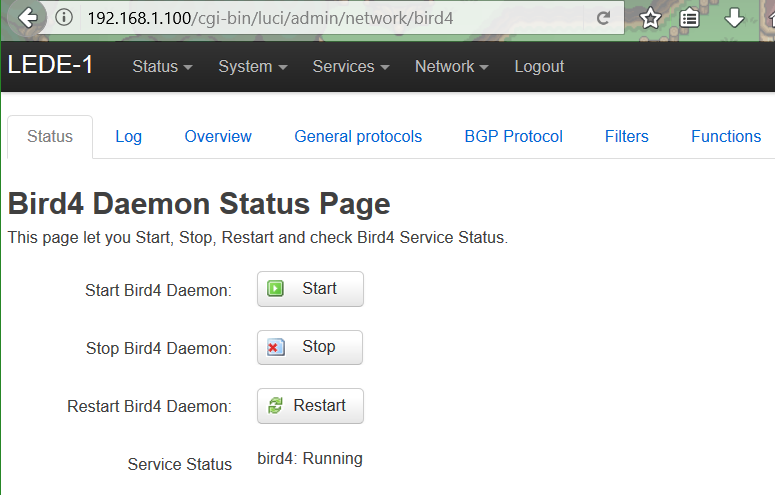 192.168.1.100/cgi-bin/luci/admin/network/bird4
LEDE-1 Status System Services Network Logout
Status Log Overview General protocols BGP Protocol Filters Functions
Bird4 Daemon Status Page
This page let you Start, Stop, Restart and check Bird4 Service Status.
Start Bird4 Daemon: Start
Stop Bird4 Daemon: Stop
Restart Bird4 Daemon: Restart
Service Status bird4: Running